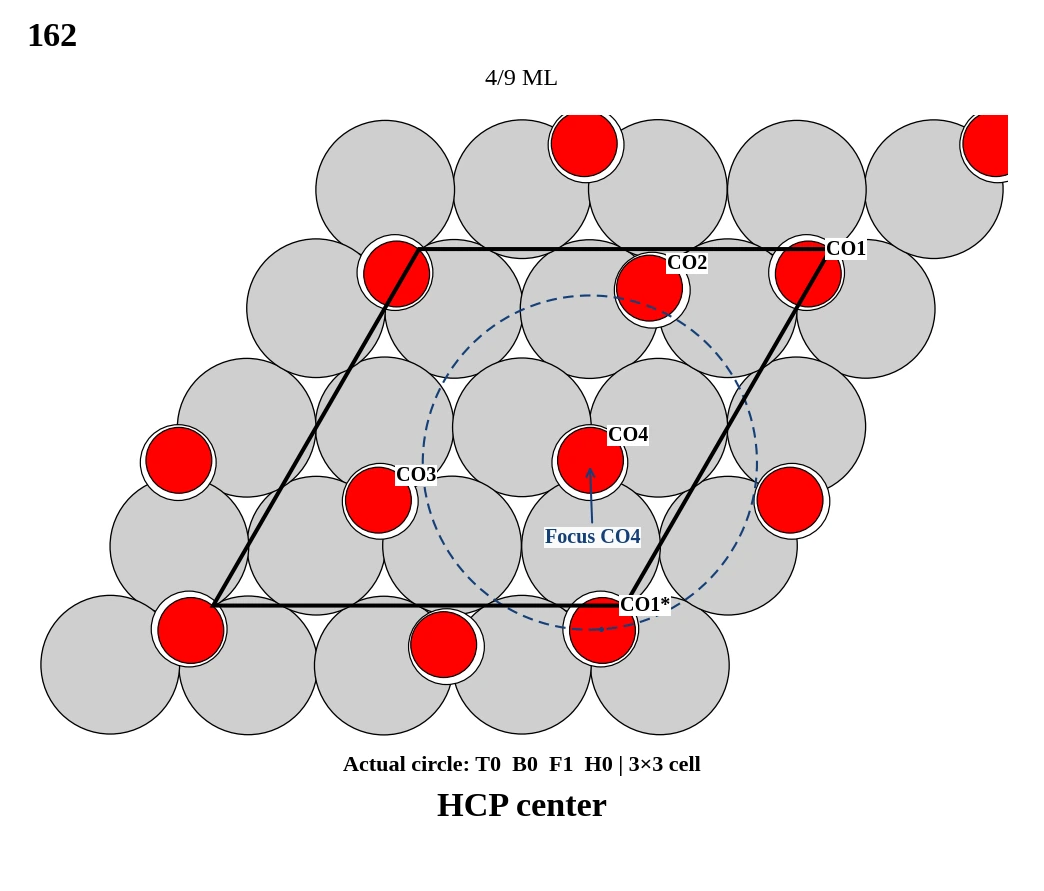 162
4/9 ML
CO1
CO2
CO4
CO3
Focus CO4
CO1*
Actual circle: T0 B0 F1 H0 | 3×3 cell
HCP center